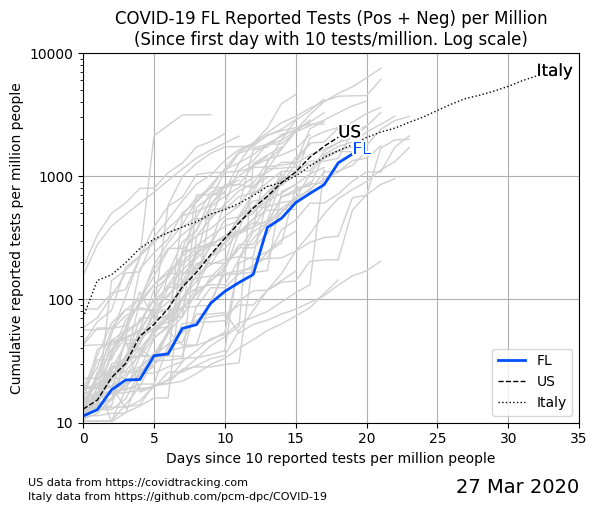 COVID-19 FL Reported Tests (Pos + Neg) per Million
(Since first day with 10 tests/million. Log scale)
Cumulative reported tests per million people
10000
1000
100
10
Italy
US
FL
FL
US
Italy
0 5 10 15 20 25 30 35
Days since 10 reported tests per million people
US data from https://covidtracking.com
Italy data from https://github.com/pcm-dpc/COVID-19
27 Mar 2020